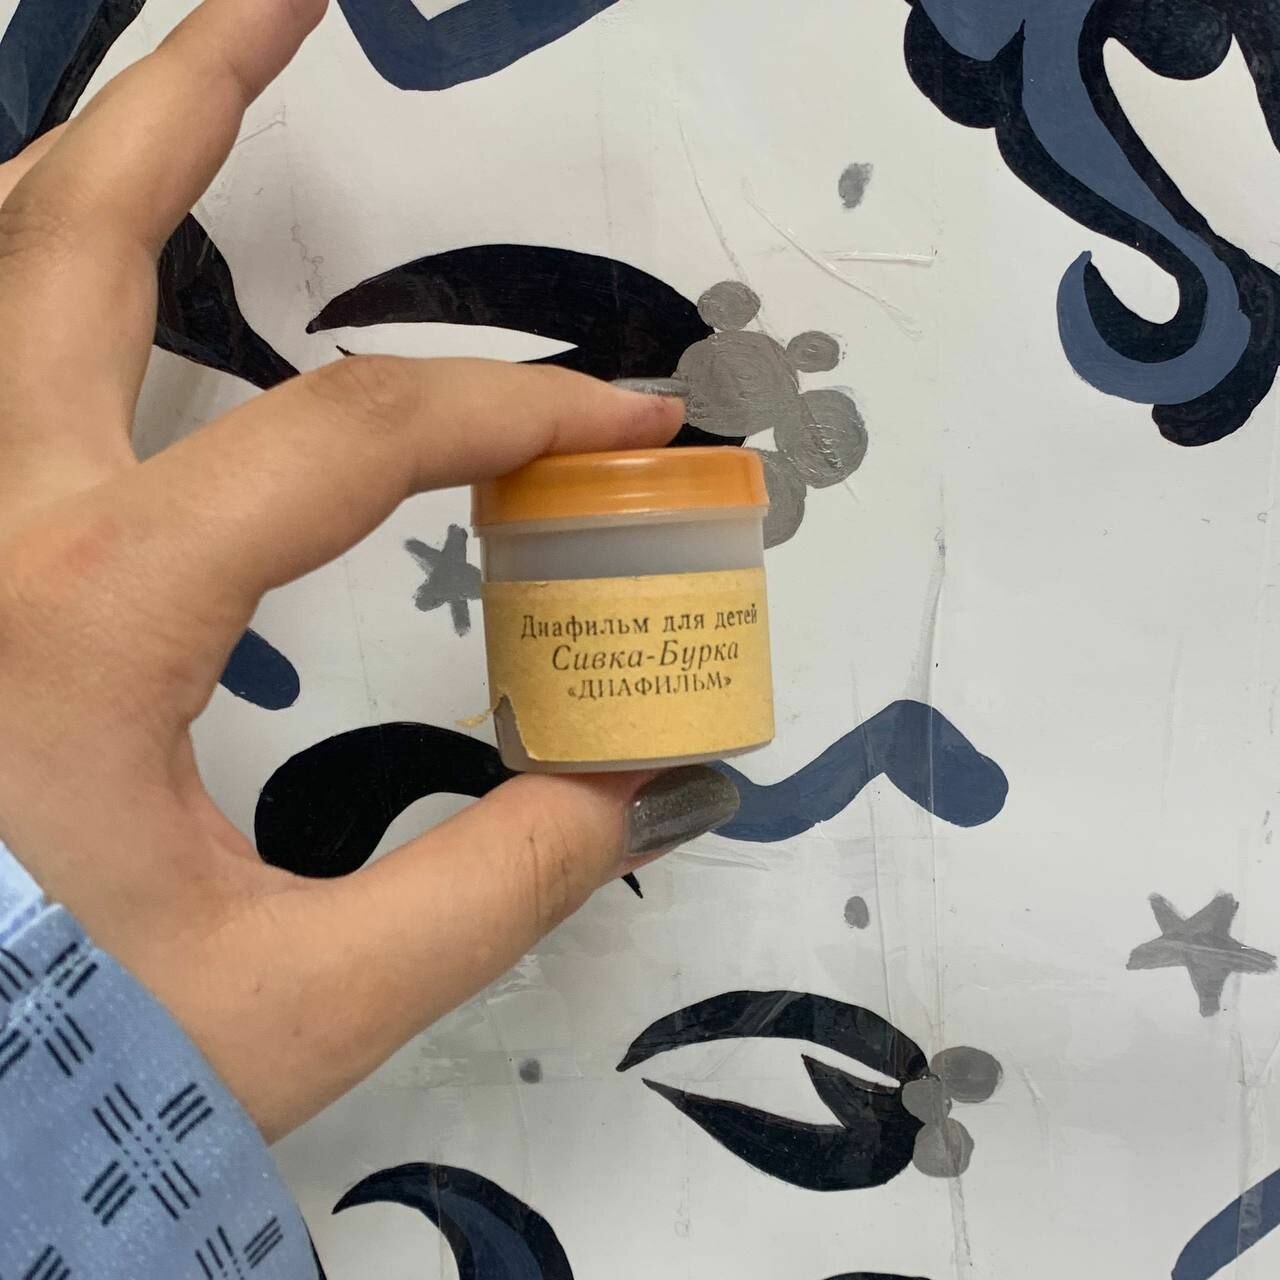 Диафильм для детей
Сивка-Бурка
«ДИАФИЛЬМ»